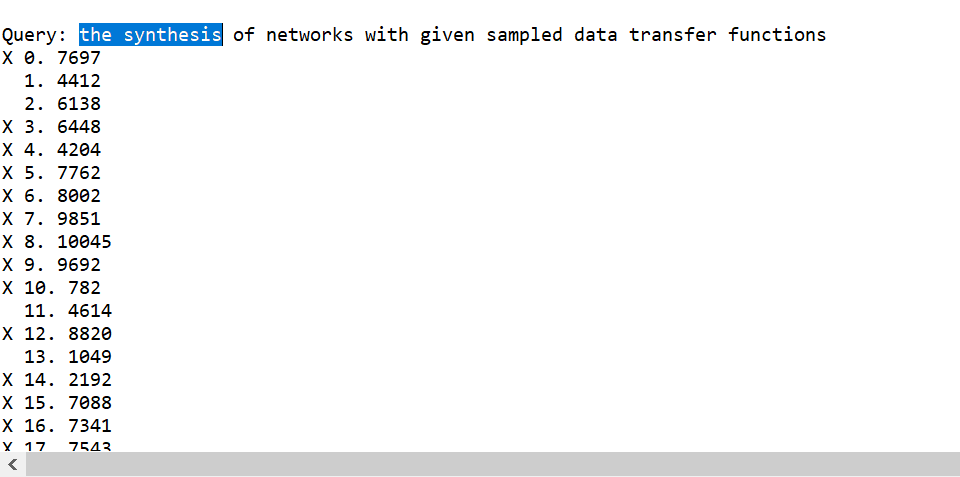 Query: the synthesis of networks with given sampled data transfer functions
X 0. 7697
1. 4412
2. 6138
X 3. 6448
X 4. 4204
X 5. 7762
X 6. 8002
X 7. 9851
X 8. 10045
X 9. 9692
X 10. 782
11. 4614
X 12. 8820
13. 1049
X 14. 2192
X 15. 7088
X 16. 7341
X 17. 7543